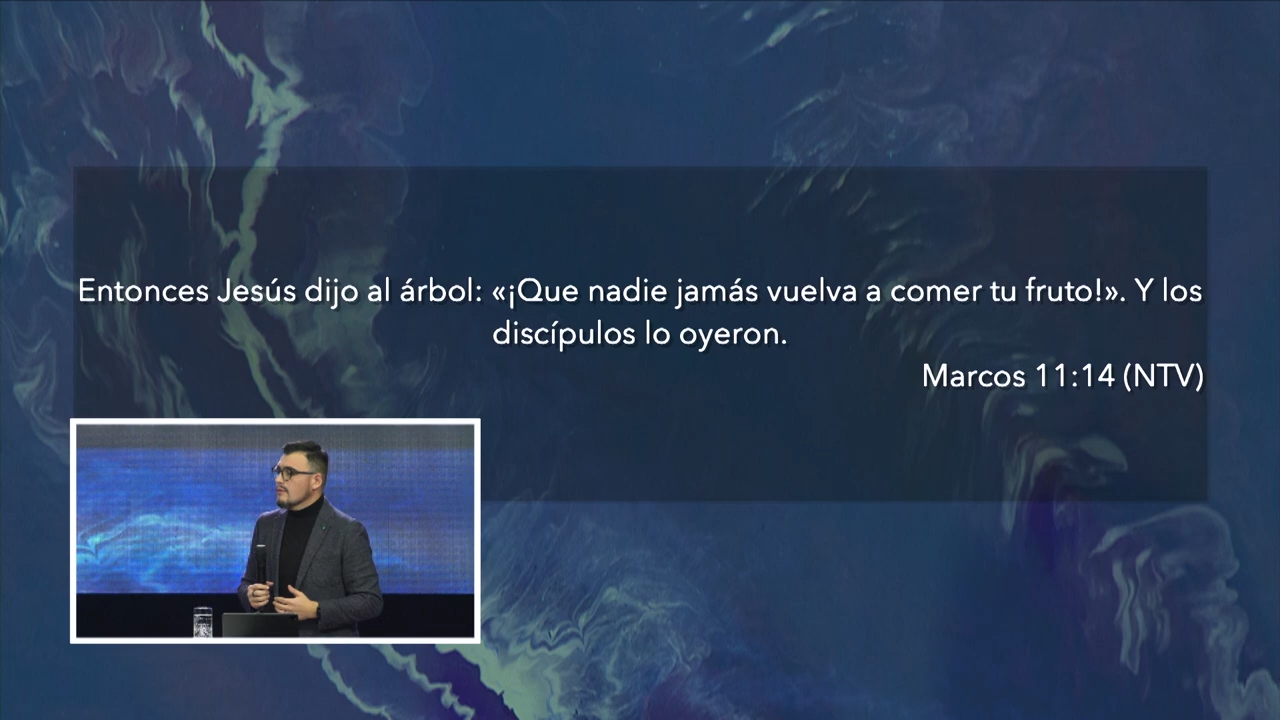 Entonces Jesús dijo al árbol: «¡Que nadie jamás vuelva a comer tu fruto!». Y los
discípulos lo oyeron.
Marcos 11:14 (NTV)